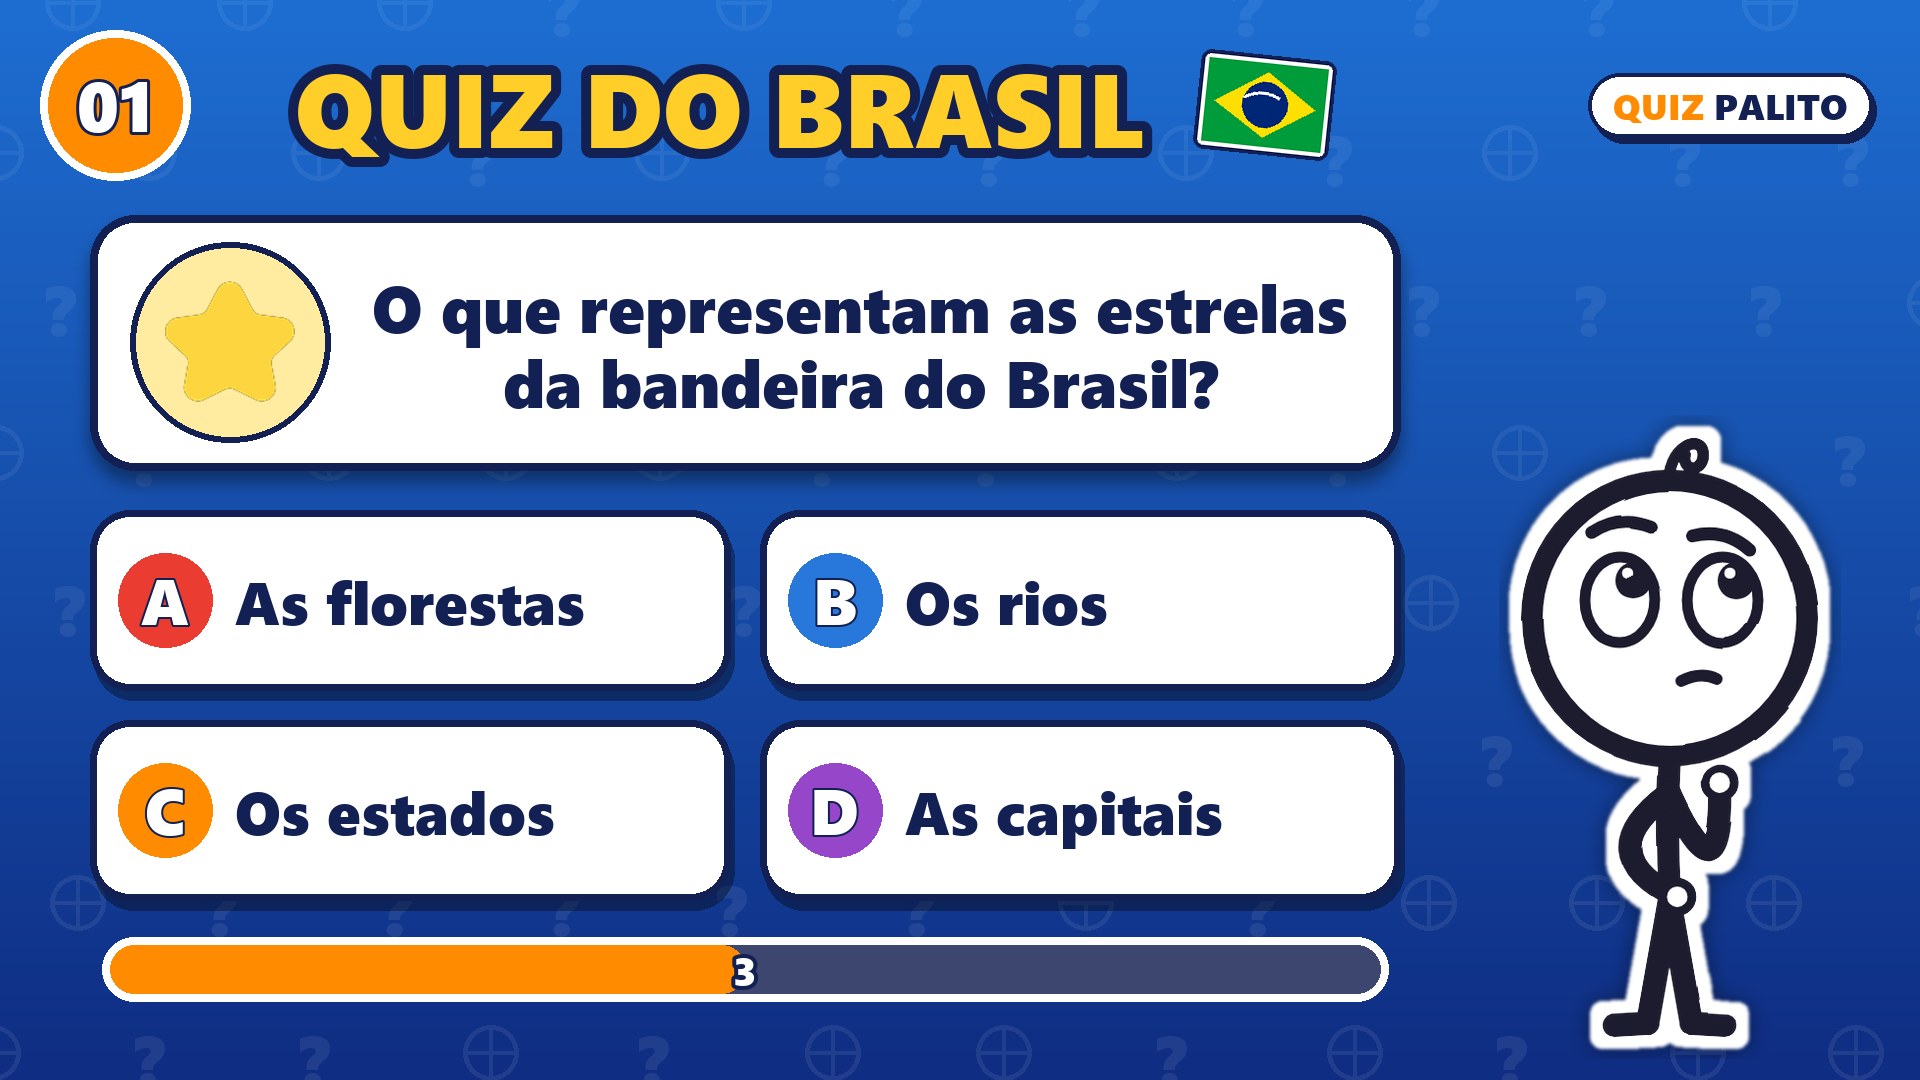 01
QUIZ DO BRASIL
QUIZ PALITO
O que representam as estrelas
da bandeira do Brasil?
A As florestas
B Os rios
C Os estados
D As capitais
3